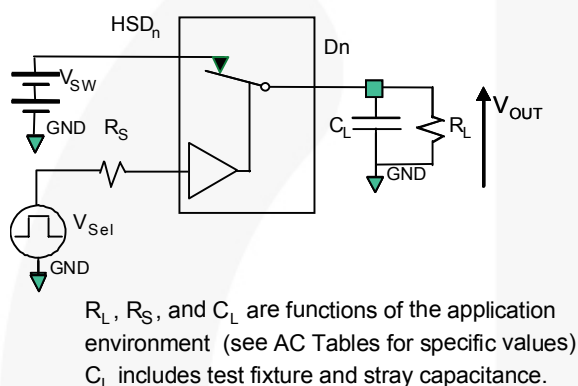 HSDn
Dn
VSW
GND
RS
VSel
GND
CL
RL
GND
VOUT
RL, RS, and CL are functions of the application
environment (see AC Tables for specific values)
CL includes test fixture and stray capacitance.